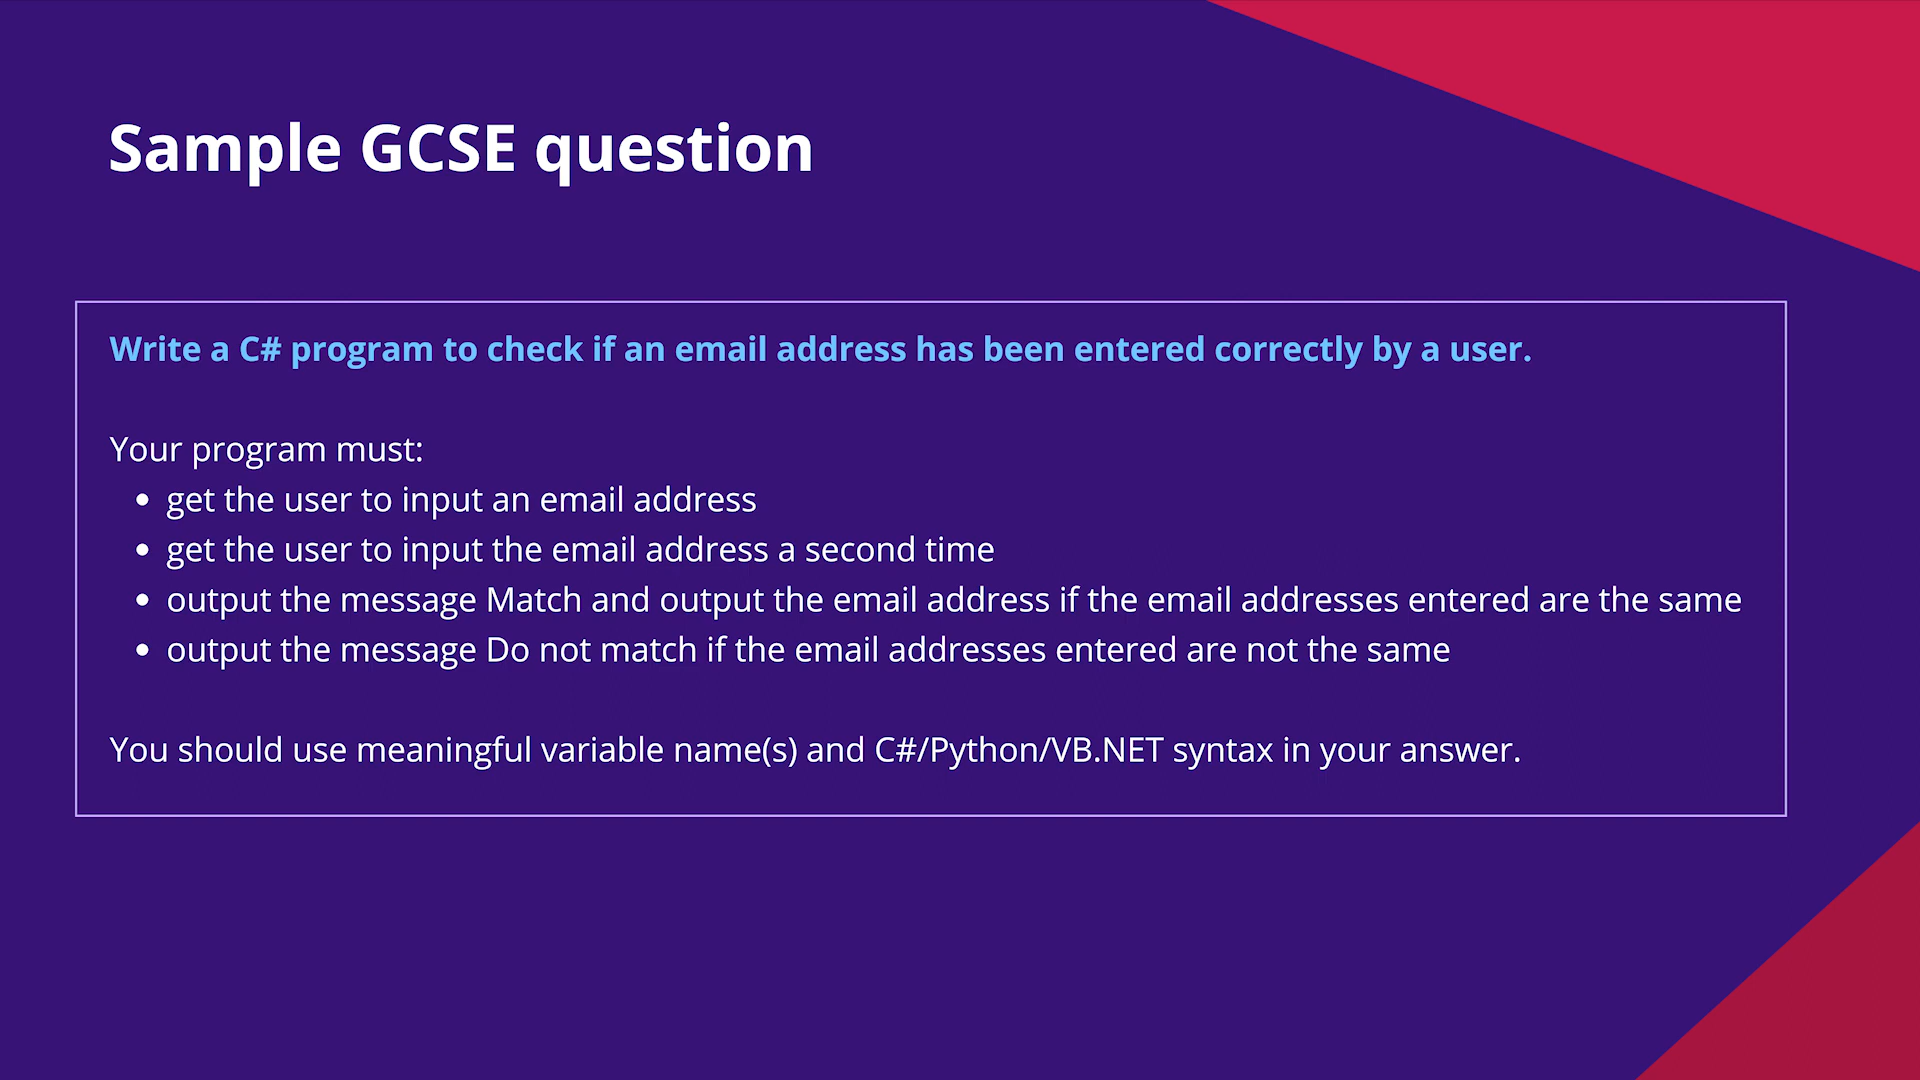 Sample GCSE question
Write a C# program to check if an email address has been entered correctly by a user.
Your program must:
• get the user to input an email address
• get the user to input the email address a second time
• output the message Match and output the email address if the email addresses entered are the same
• output the message Do not match if the email addresses entered are not the same
You should use meaningful variable name(s) and C#/Python/VB.NET syntax in your answer.